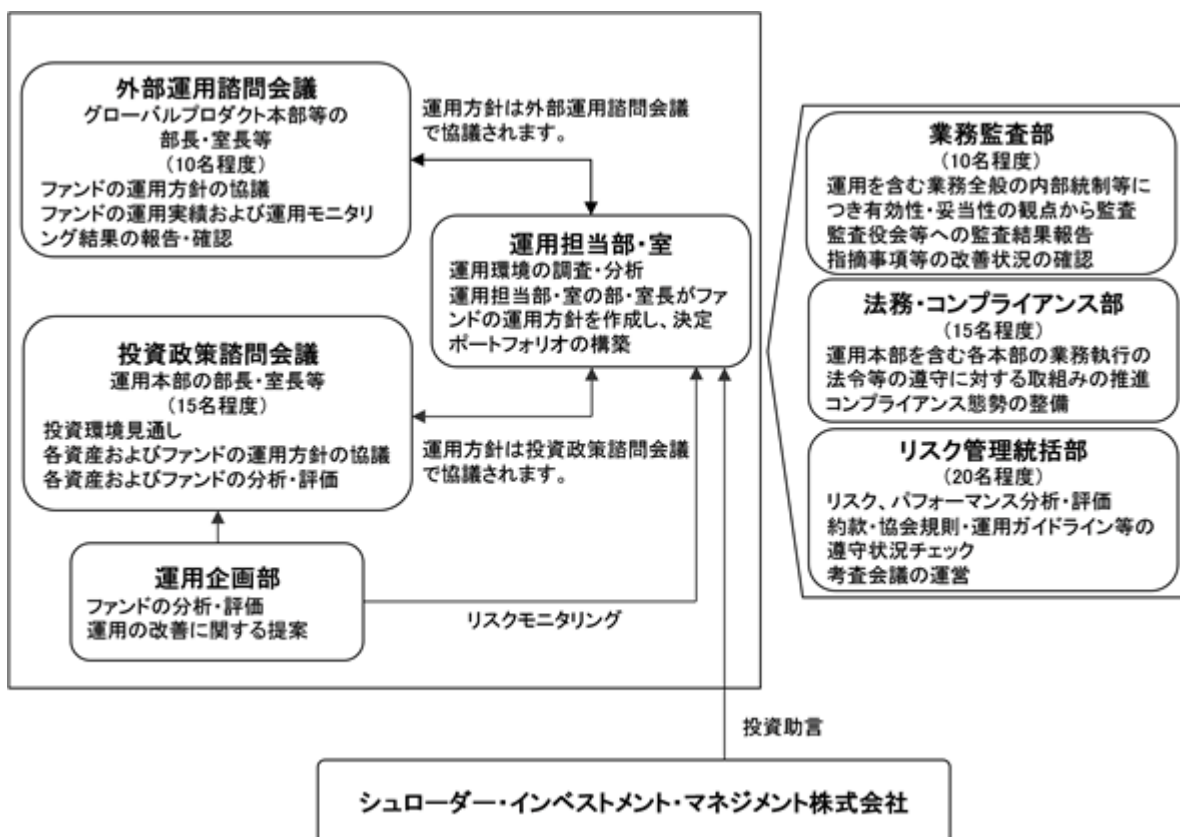 外部運用諮問会議
グローバルプロダクト本部等の
部長・室長等
(10名程度)
ファンドの運用方針の協議
ファンドの運用実績および運用モニタリ
ング結果の報告・確認
運用方針は外部運用諮問会議
で協議されます。
運用担当部・室
運用環境の調査・分析
運用担当部・室の部・室長がファ
ンドの運用方針を作成し、決定
ポートフォリオの構築
投資政策諮問会議
運用本部の部長・室長等
(15名程度)
投資環境見通し
各資産およびファンドの運用方針の協議
各資産およびファンドの分析・評価
運用方針は投資政策諮問会議
で協議されます。
運用企画部
ファンドの分析・評価
運用の改善に関する提案
リスクモニタリング
業務監査部
(10名程度)
運用を含む業務全般の内部統制等に
つき有効性・妥当性の観点から監査
監査役会等への監査結果報告
指摘事項等の改善状況の確認
法務・コンプライアンス部
(15名程度)
運用本部を含む各本部の業務執行の
法令等の遵守に対する取組みの推進
コンプライアンス態勢の整備
リスク管理統括部
(20名程度)
リスク、パフォーマンス分析・評価
約款・協会規則・運用ガイドライン等の
遵守状況チェック
考査会議の運営
投資助言
シュローダー・インベストメント・マネジメント株式会社